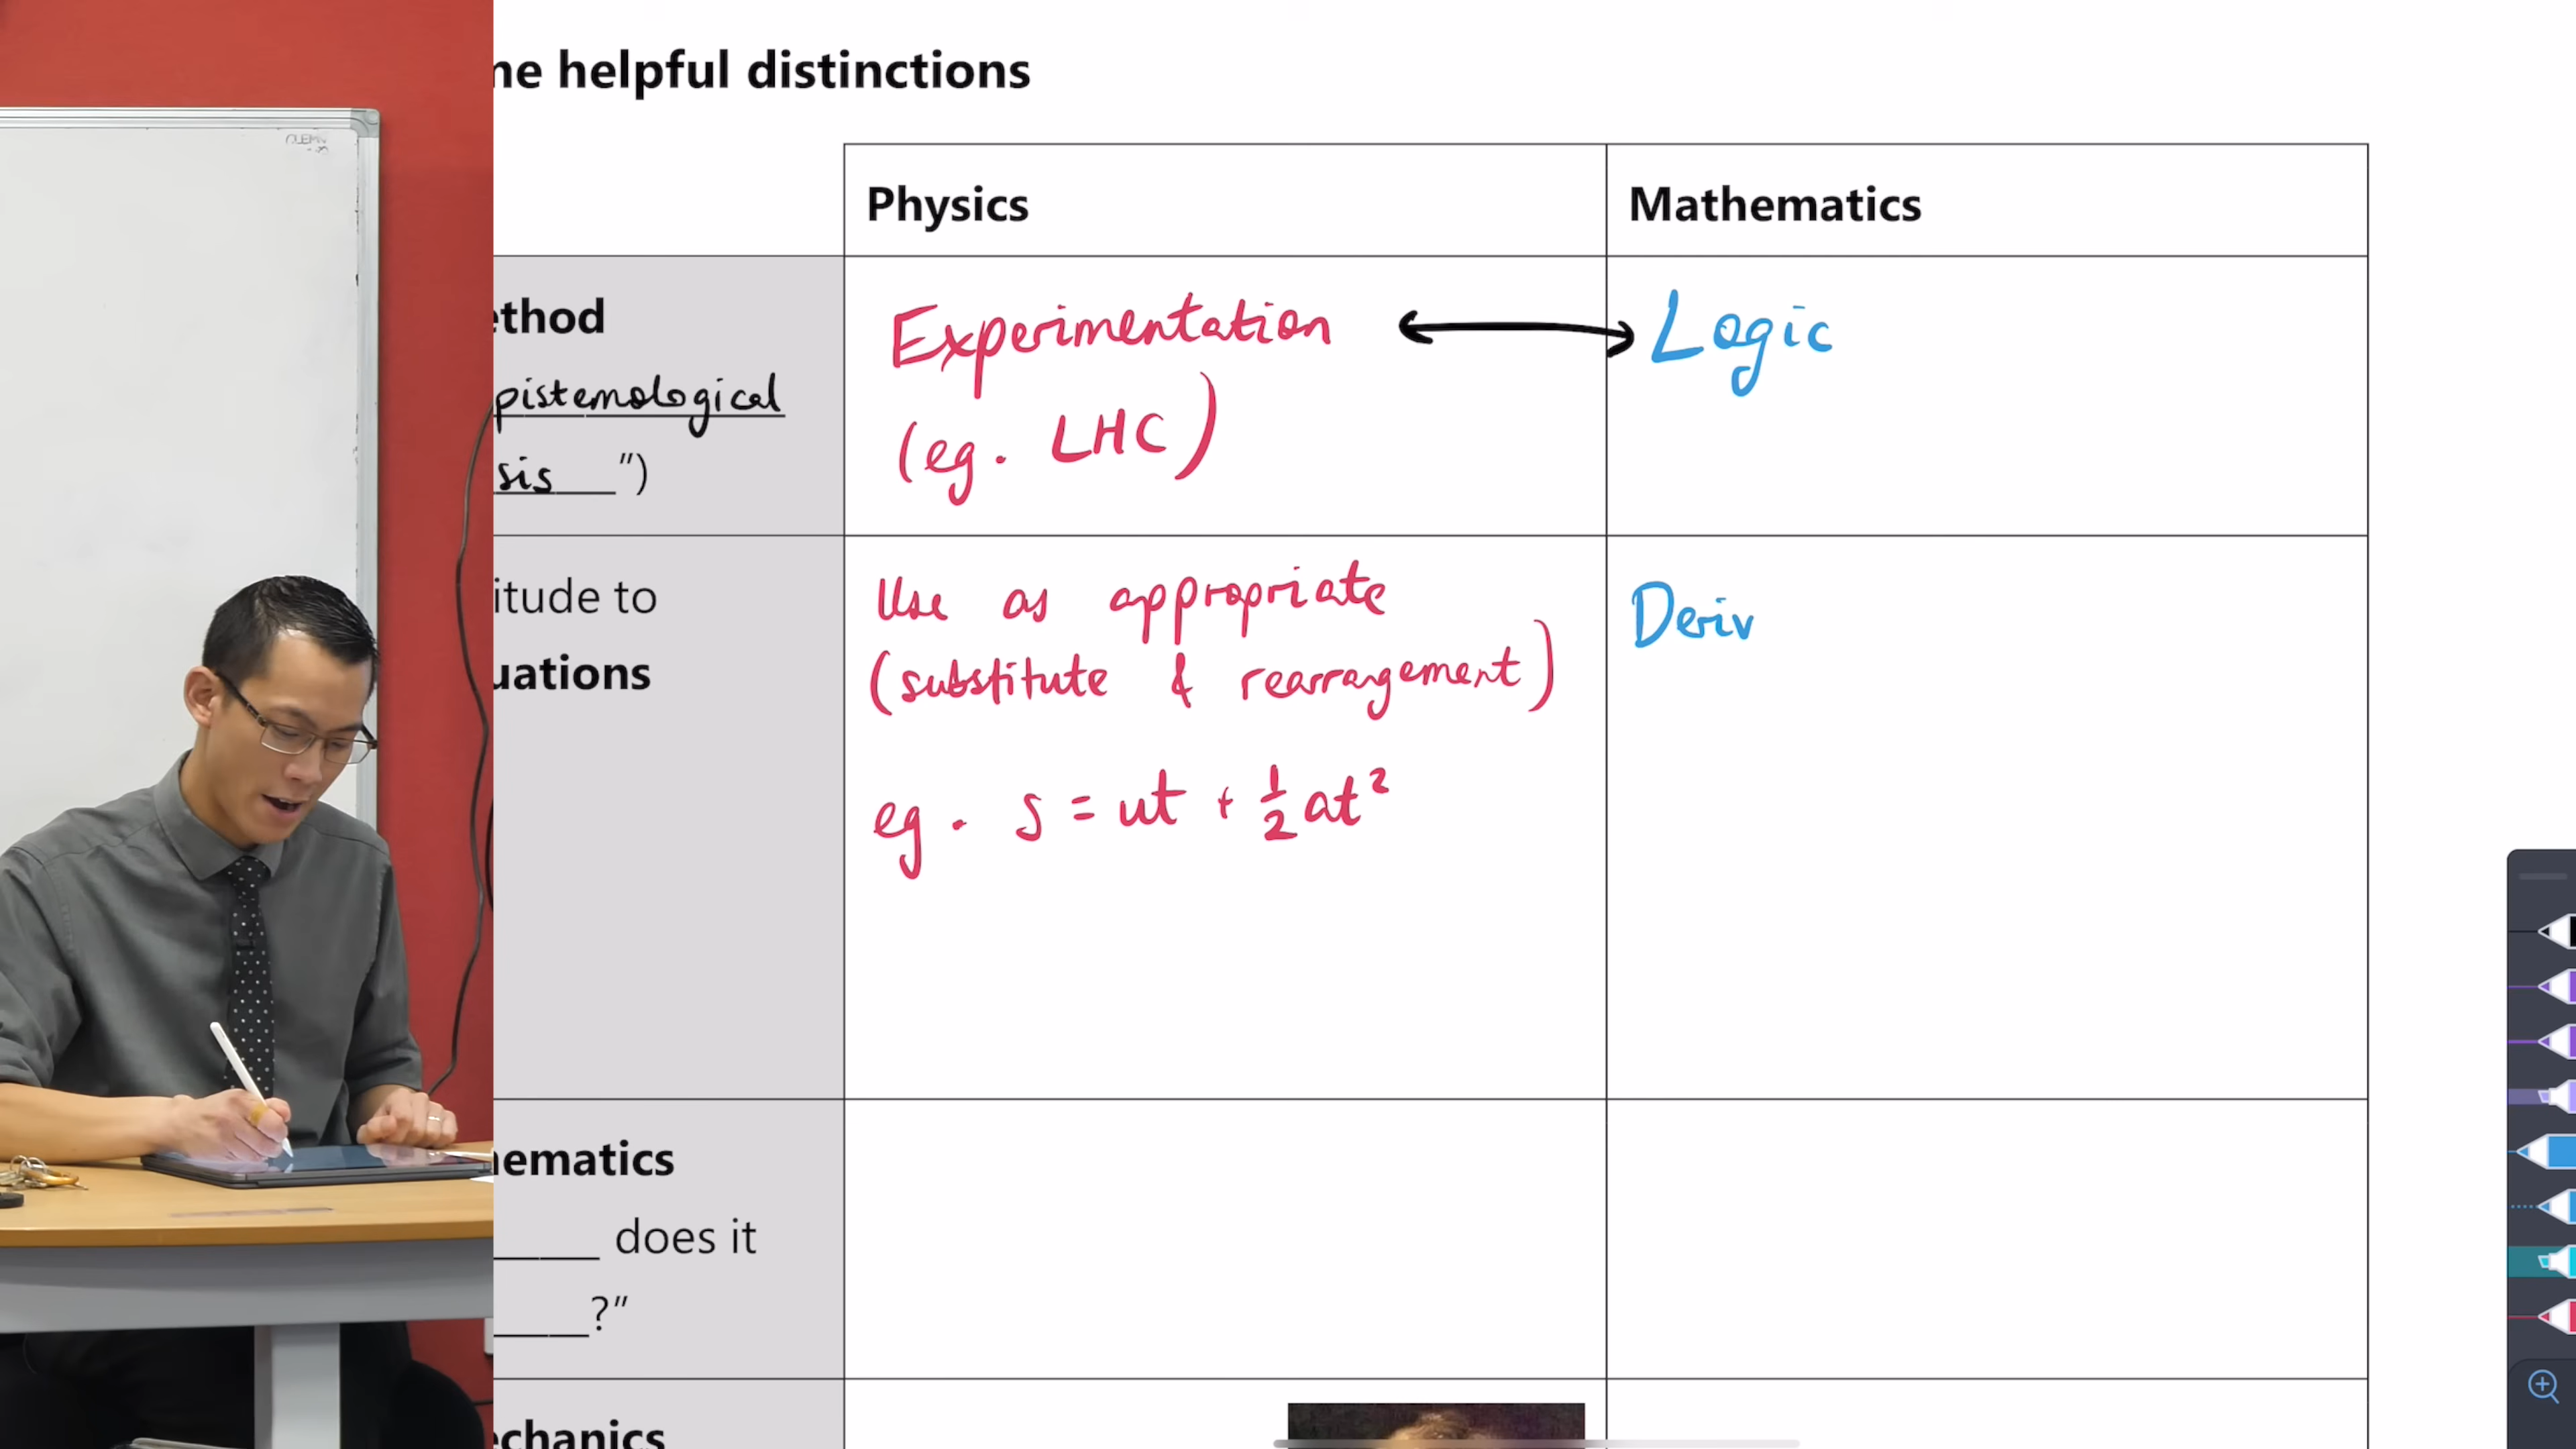 ne helpful distinctions
Physics
Mathematics
ethod
pistemological
sis ")
Experimentation
(eg. LHC)
Logic
itude to
uations
Use as appropriate
(substitute & rearrangement)
eg. s = ut + ½at²
Deriv
ematics
does it
?"
echanics